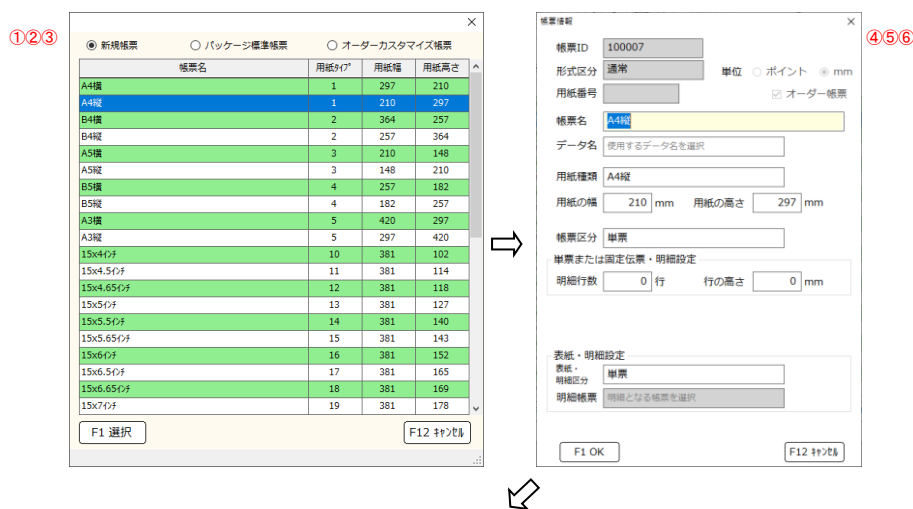 ①②③
新規帳票 パッケージ標準帳票 オーダーカスタマイズ帳票
帳票名 用紙ﾀｲﾌﾟ 用紙幅 用紙高さ
A4横 1 297 210
A4縦 1 210 297
B4横 2 364 257
B4縦 2 257 364
A5横 3 210 148
A5縦 3 148 210
B5横 4 257 182
B5縦 4 182 257
A3横 5 420 297
A3縦 5 297 420
15x4ｲﾝﾁ 10 381 102
15x4.5ｲﾝﾁ 11 381 114
15x4.65ｲﾝﾁ 12 381 118
15x5ｲﾝﾁ 13 381 127
15x5.5ｲﾝﾁ 14 381 140
15x5.65ｲﾝﾁ 15 381 143
15x6ｲﾝﾁ 16 381 152
15x6.5ｲﾝﾁ 17 381 165
15x6.65ｲﾝﾁ 18 381 169
15x7ｲﾝﾁ 19 381 178
F1 選択 F12 ｷｬﾝｾﾙ
帳票情報
④⑤⑥
帳票ID 100007
形式区分 通常 単位 ポイント mm
用紙番号 オーダー帳票
帳票名 A4縦
データ名 使用するデータ名を選択
用紙種類 A4縦
用紙の幅 210 mm 用紙の高さ 297 mm
帳票区分 単票
単票または固定伝票・明細設定
明細行数 0 行 行の高さ 0 mm
表紙・明細設定
表紙・
明細区分 単票
明細帳票 明細となる帳票を選択
F1 OK F12 ｷｬﾝｾﾙ